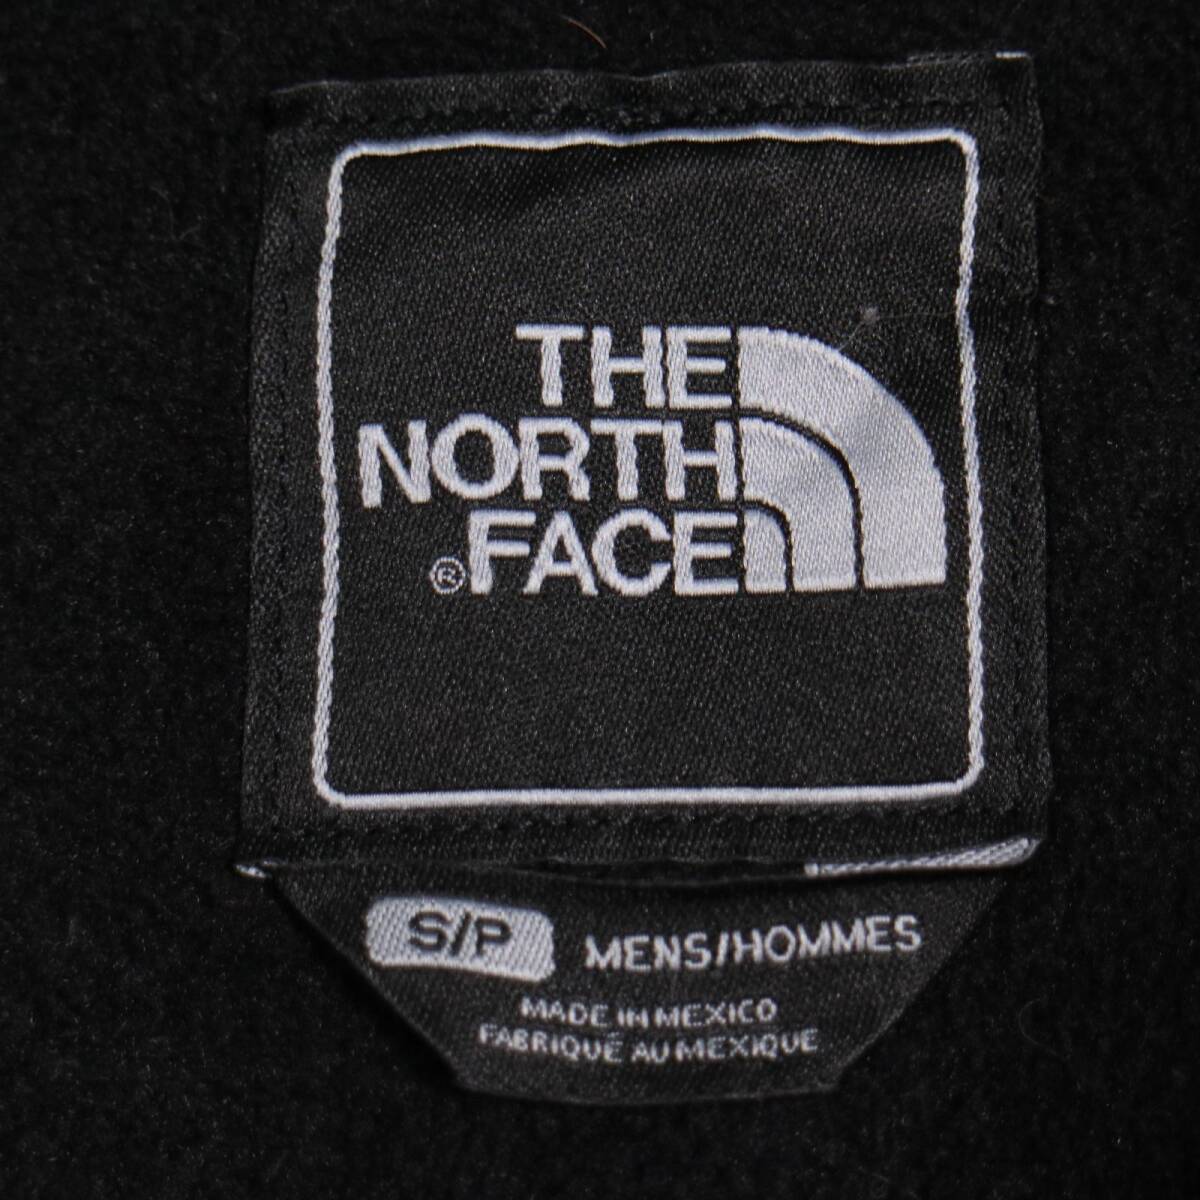 THE
NORTH
®FACE
S/P MENS/HOMMES
MADE IN MEXICO
FABRIQUÉ AU MEXIQUE